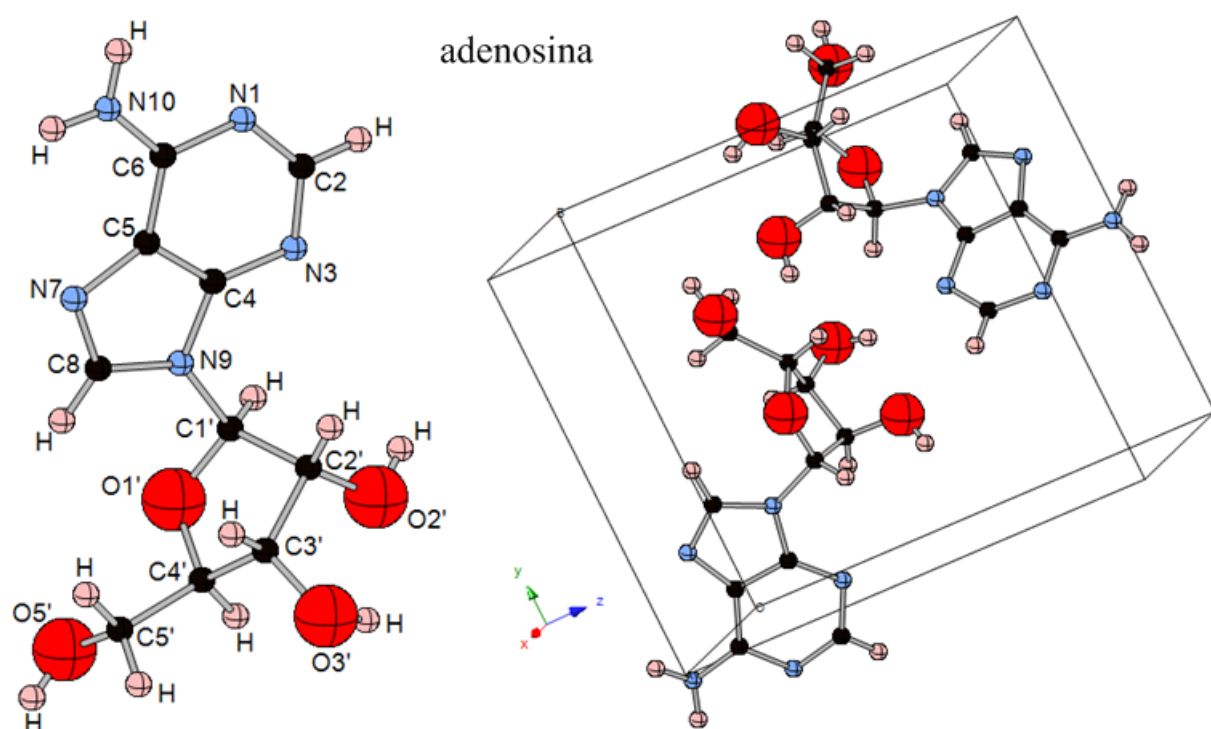 adenosina
H
N10
N1
H
H
C6
C2
C5
N3
N7
C4
C8
N9
H
H
H
H
C1'
C2'
O1'
O2'
H
C3'
C4'
H
O5'
H
H
C5'
O3'
H
H
y
z
x
c
o